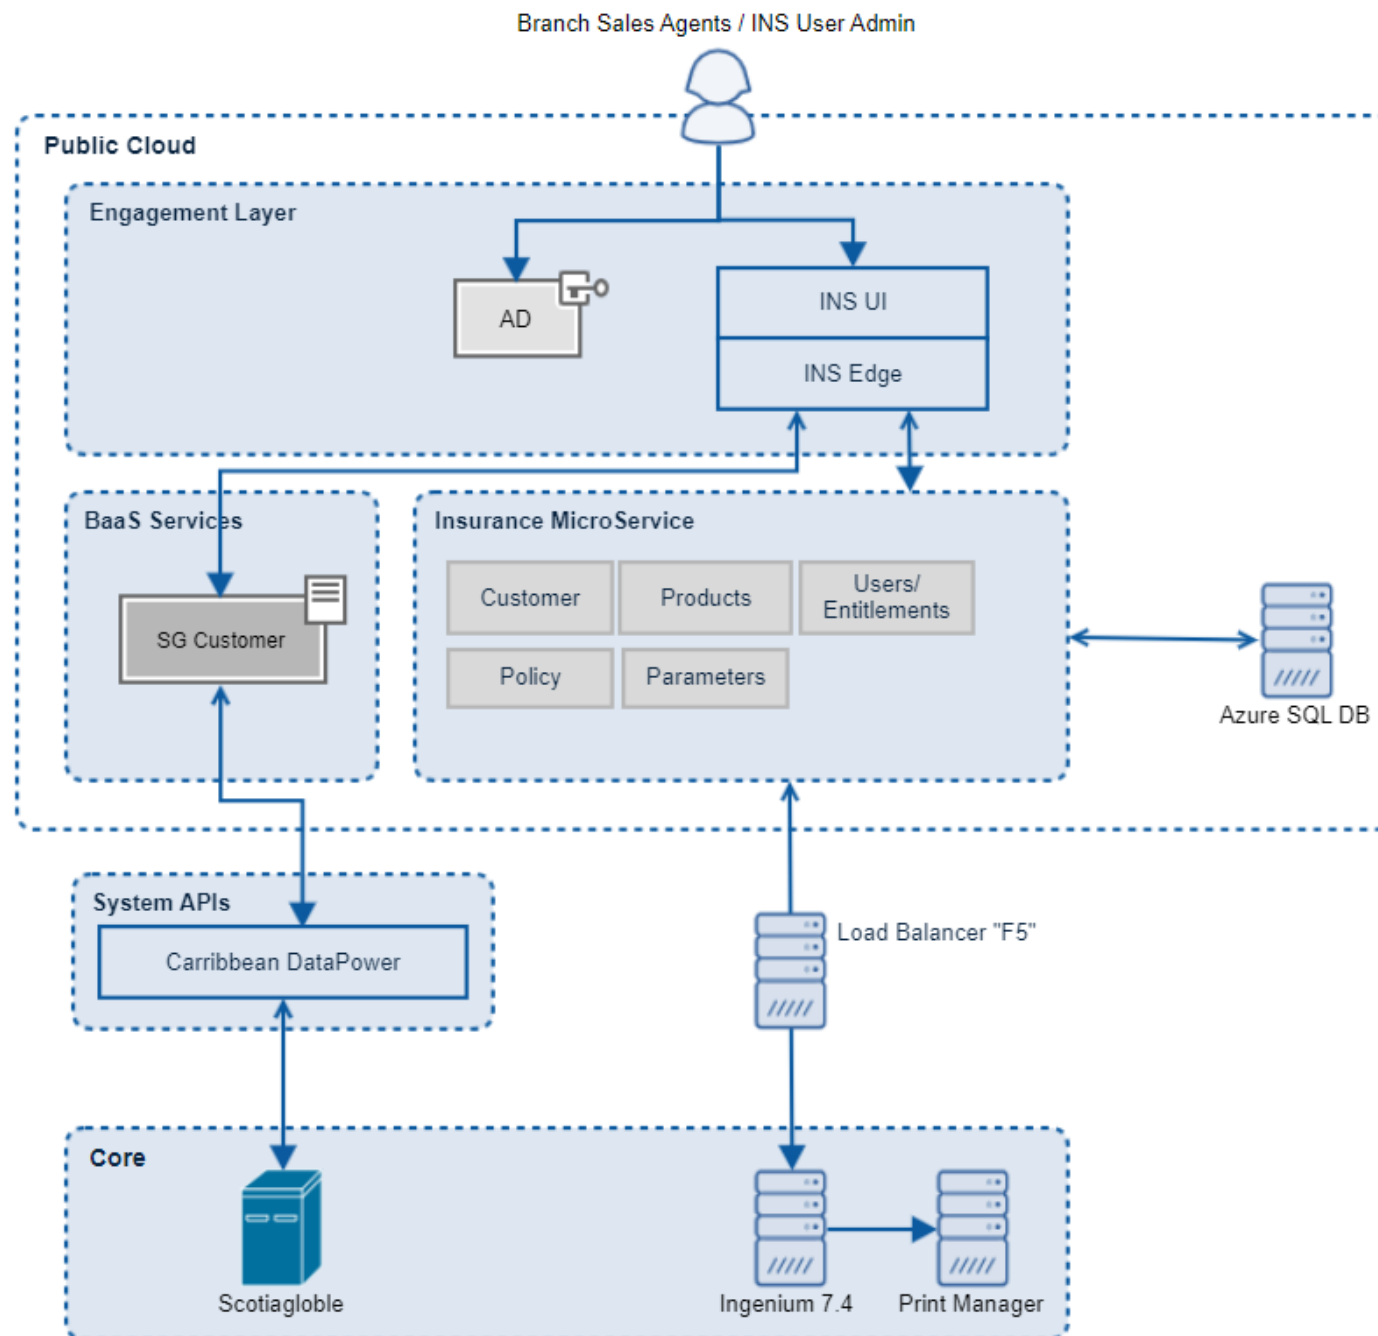 Branch Sales Agents / INS User Admin
Public Cloud
Engagement Layer
AD
INS UI
INS Edge
BaaS Services
SG Customer
Insurance MicroService
Customer
Products
Users/
Entitlements
Policy
Parameters
Azure SQL DB
System APIs
Carribbean DataPower
Load Balancer "F5"
Core
Scotiagloble
Ingenium 7.4
Print Manager